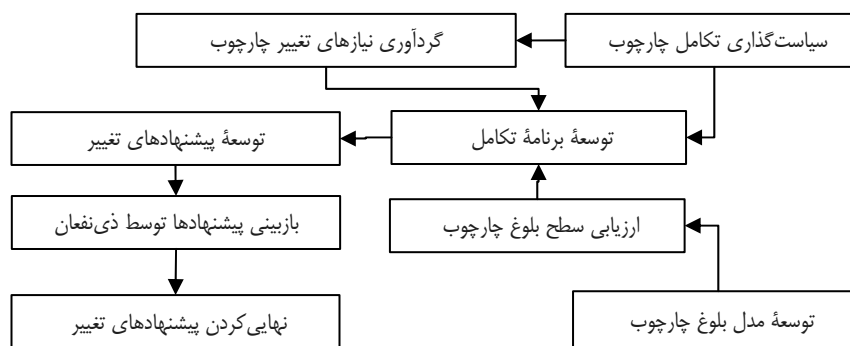 سیاست‌گذاری تکامل چارچوب
گردآوری نیازهای تغییر چارچوب
توسعهٔ برنامهٔ تکامل
توسعهٔ پیشنهادهای تغییر
ارزیابی سطح بلوغ چارچوب
بازبینی پیشنهادها توسط ذی‌نفعان
توسعهٔ مدل بلوغ چارچوب
نهایی‌کردن پیشنهادهای تغییر